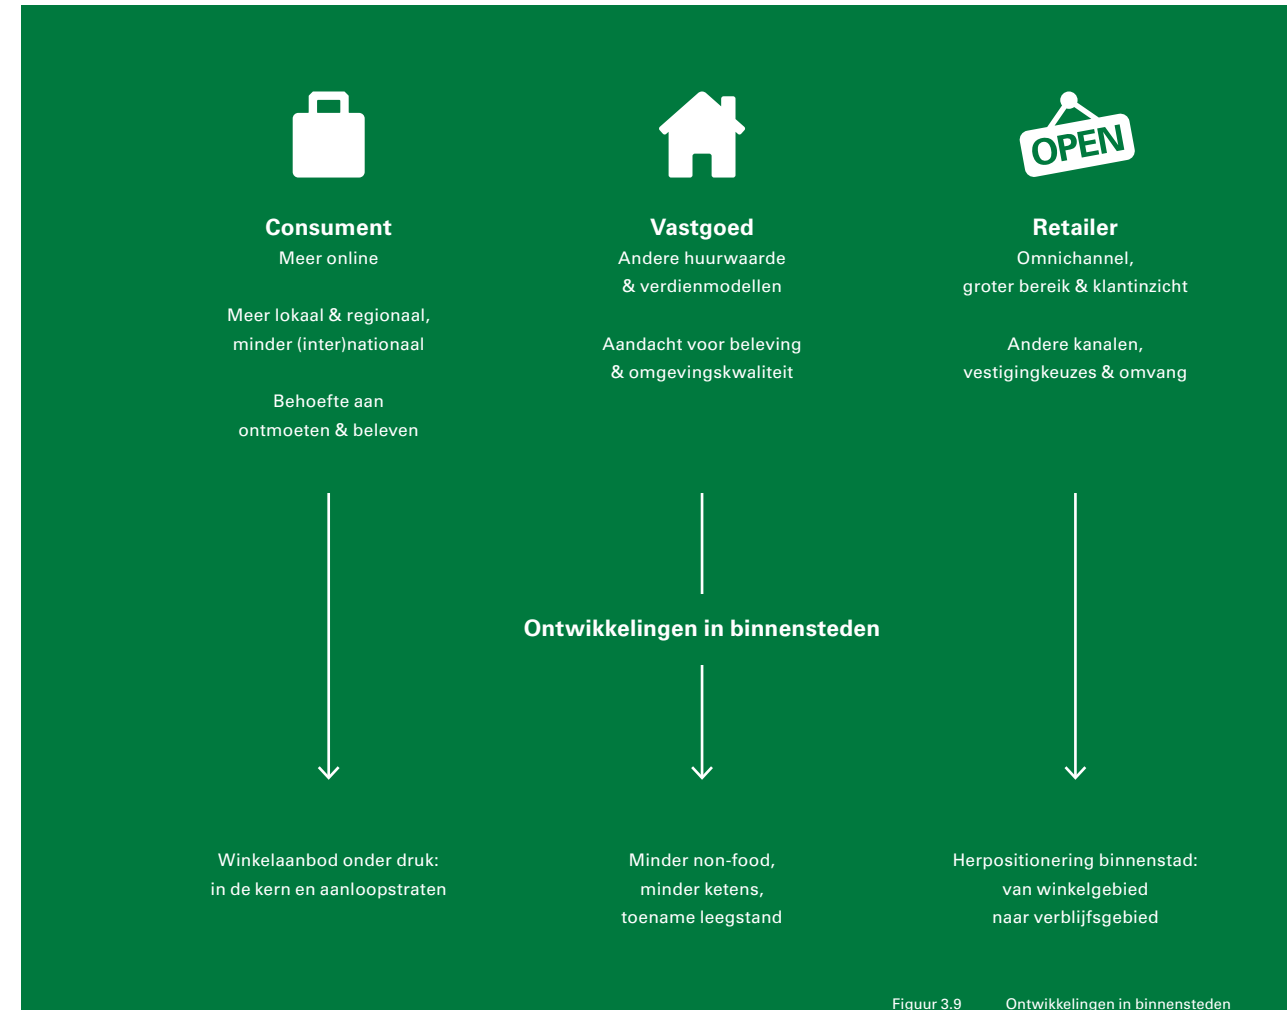 OPEN
Consument
Meer online
Meer lokaal & regionaal,
minder (inter)nationaal
Behoefte aan
ontmoeten & beleven
Vastgoed
Andere huurwaarde
& verdienmodellen
Aandacht voor beleving
& omgevingskwaliteit
Retailer
Omnichannel,
groter bereik & klantinzicht
Andere kanalen,
vestigingkeuzes & omvang
Ontwikkelingen in binnensteden
Winkelaanbod onder druk:
in de kern en aanloopstraten
Minder non-food,
minder ketens,
toename leegstand
Herpositionering binnenstad:
van winkelgebied
naar verblijfsgebied
Figuur 3.9 Ontwikkelingen in binnensteden